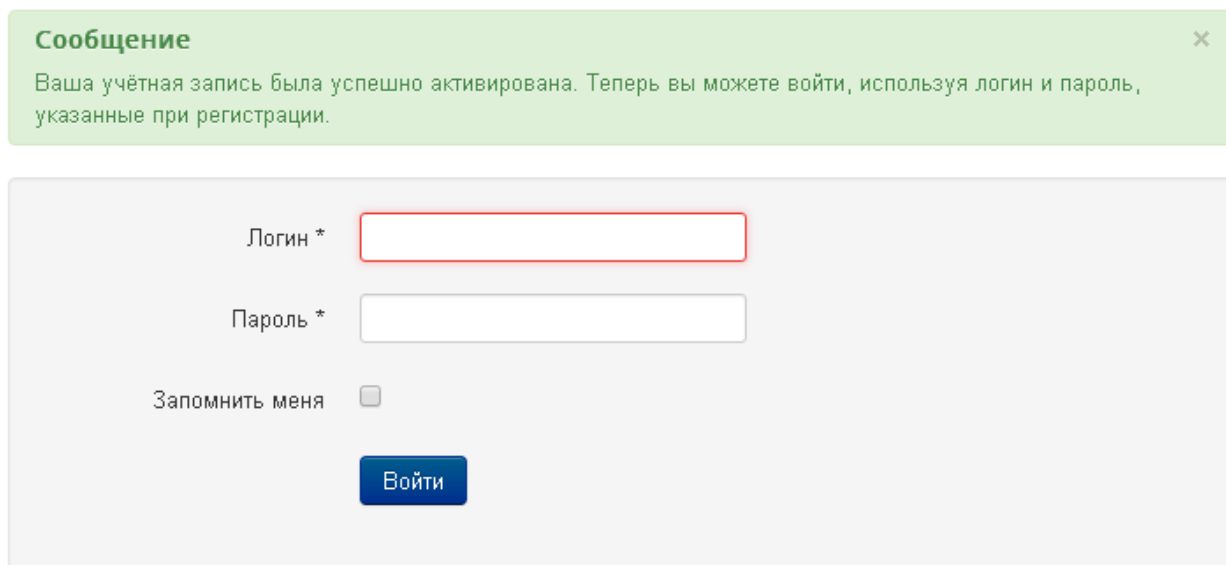 Сообщение
Ваша учётная запись была успешно активирована. Теперь вы можете войти, используя логин и пароль,
указанные при регистрации.
Логин *
Пароль *
Запомнить меня
Войти